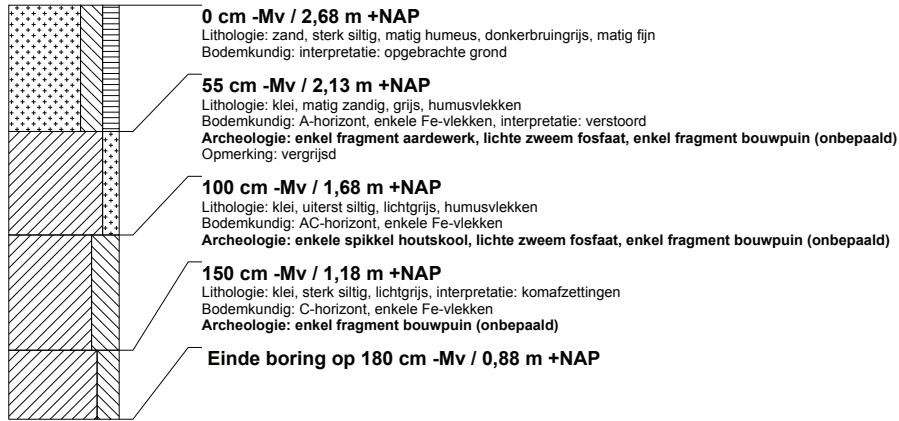 0 cm -Mv / 2,68 m +NAP
Lithologie: zand, sterk siltig, matig humeus, donkerbruingrijs, matig fijn
Bodemkundig: interpretatie: opgebrachte grond
55 cm -Mv / 2,13 m +NAP
Lithologie: klei, matig zandig, grijs, humusvlekken
Bodemkundig: A-horizont, enkele Fe-vlekken, interpretatie: verstoord
Archeologie: enkel fragment aardewerk, lichte zweem fosfaat, enkel fragment bouwpuin (onbepaald)
Opmerking: vergrijsd
100 cm -Mv / 1,68 m +NAP
Lithologie: klei, uiterst siltig, lichtgrijs, humusvlekken
Bodemkundig: AC-horizont, enkele Fe-vlekken
Archeologie: enkele spikkel houtskool, lichte zweem fosfaat, enkel fragment bouwpuin (onbepaald)
150 cm -Mv / 1,18 m +NAP
Lithologie: klei, sterk siltig, lichtgrijs, interpretatie: komafzettingen
Bodemkundig: C-horizont, enkele Fe-vlekken
Archeologie: enkel fragment bouwpuin (onbepaald)
Einde boring op 180 cm -Mv / 0,88 m +NAP